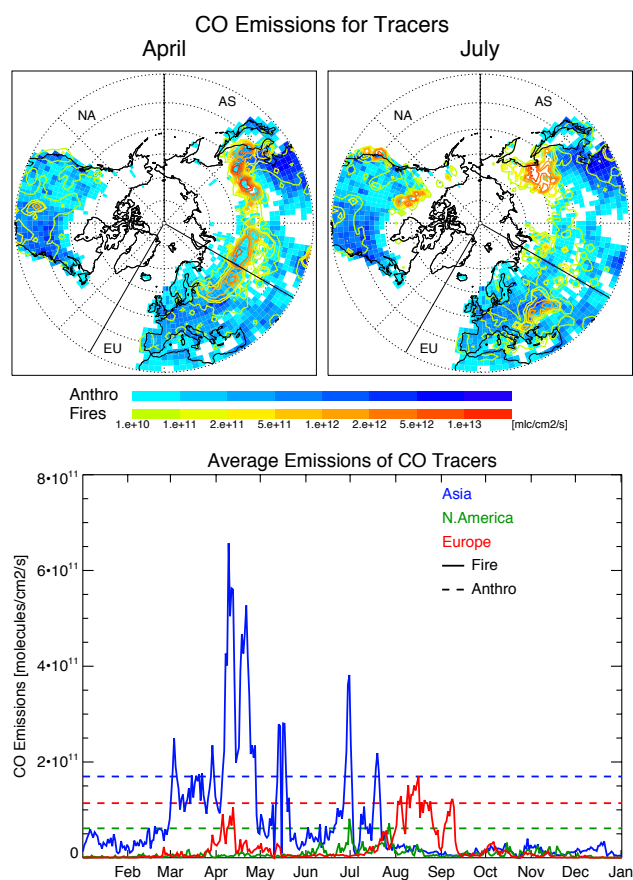 CO Emissions for Tracers
April
July
NA
AS
EU
NA
AS
EU
Anthro
Fires
1.e+10 1.e+11 2.e+11 5.e+11 1.e+12 2.e+12 5.e+12 1.e+13 [mlc/cm2/s]
Average Emissions of CO Tracers
CO Emissions [molecules/cm2/s]
8•10¹¹
6•10¹¹
4•10¹¹
2•10¹¹
0
Asia
N.America
Europe
Fire
Anthro
Feb Mar Apr May Jun Jul Aug Sep Oct Nov Dec Jan